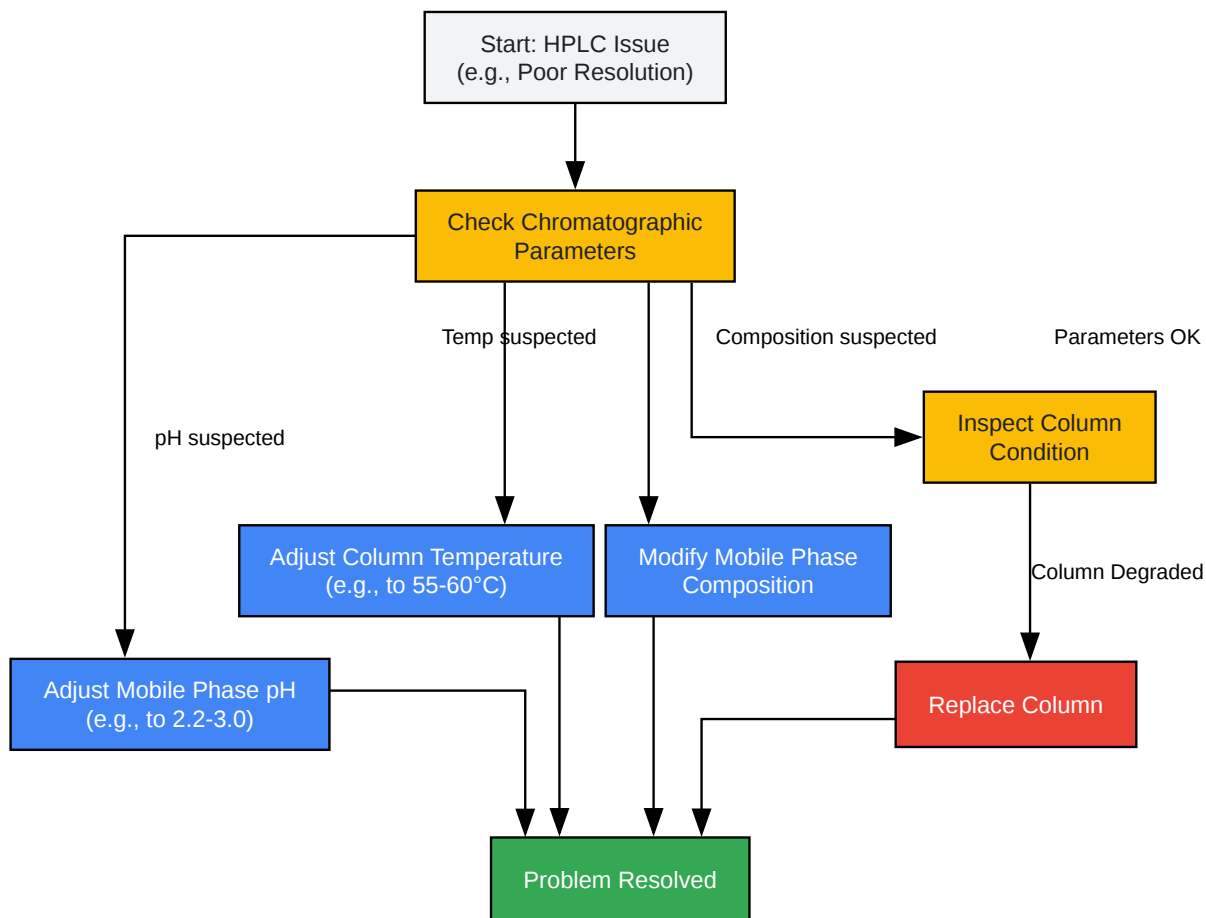 Start: HPLC Issue
(e.g., Poor Resolution)
Check Chromatographic
Parameters
Temp suspected
Composition suspected
Parameters OK
pH suspected
Inspect Column
Condition
Adjust Column Temperature
(e.g., to 55-60°C)
Modify Mobile Phase
Composition
Column Degraded
Adjust Mobile Phase pH
(e.g., to 2.2-3.0)
Replace Column
Problem Resolved